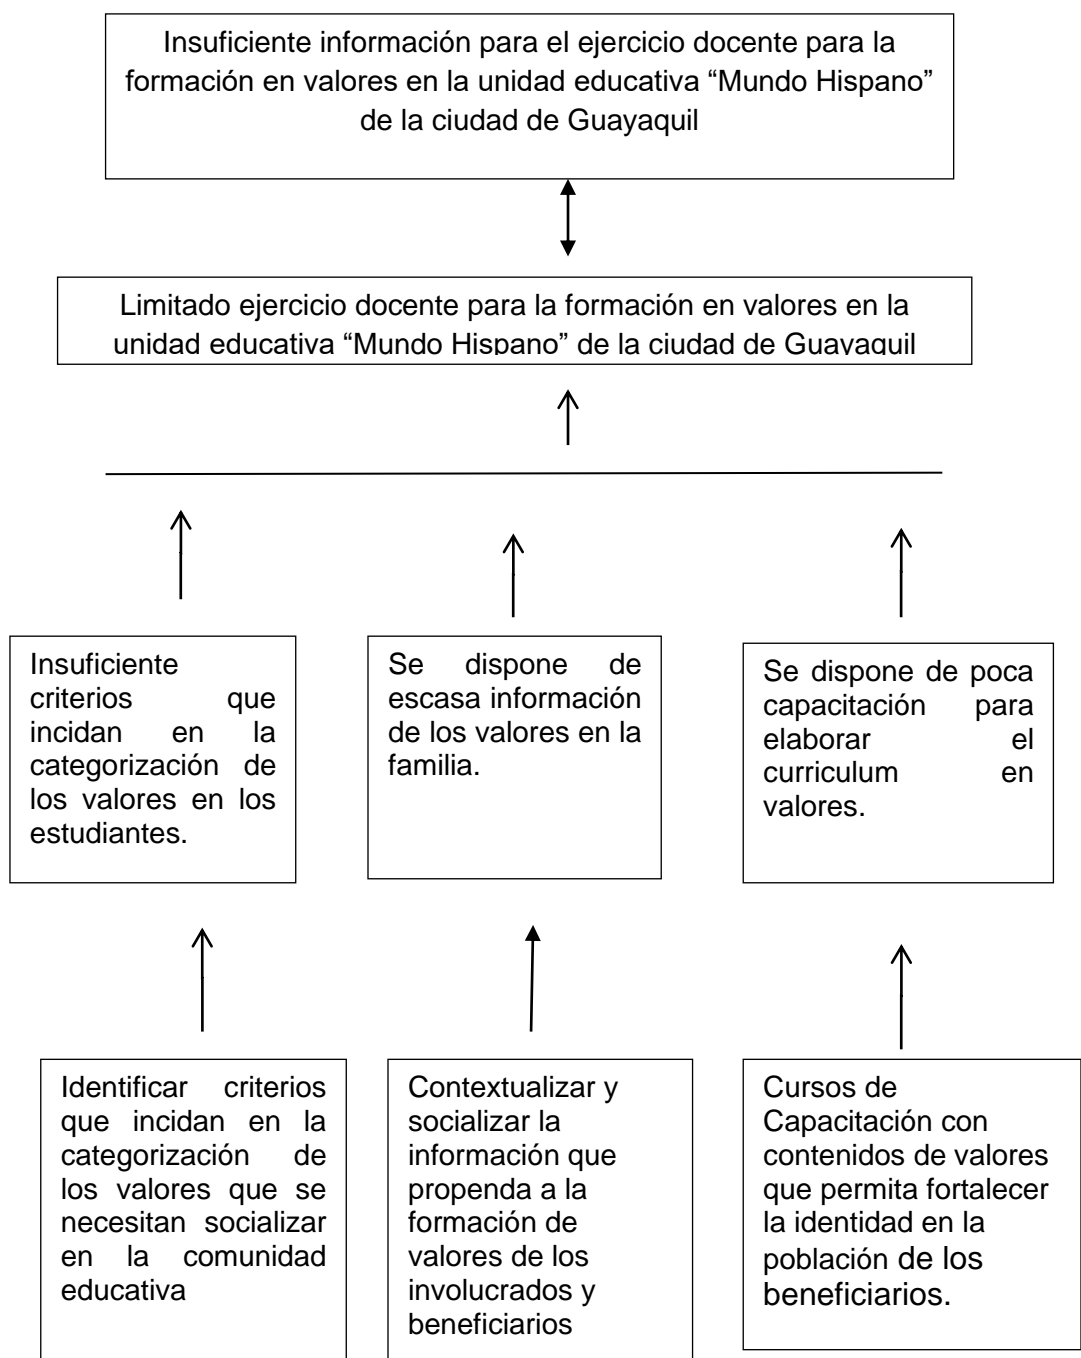 Insuficiente información para el ejercicio docente para la
formación en valores en la unidad educativa “Mundo Hispano”
de la ciudad de Guayaquil
Limitado ejercicio docente para la formación en valores en la
unidad educativa “Mundo Hispano” de la ciudad de Guayaquil
Insuficiente
criterios que
incidan en la
categorización de
los valores en los
estudiantes.
Se dispone de
escasa información
de los valores en la
familia.
Se dispone de poca
capacitación para
elaborar el
curriculum en
valores.
Identificar criterios
que incidan en la
categorización de
los valores que se
necesitan socializar
en la comunidad
educativa
Contextualizar y
socializar la
información que
propenda a la
formación de
valores de los
involucrados y
beneficiarios
Cursos de
Capacitación con
contenidos de valores
que permita fortalecer
la identidad en la
población de los
beneficiarios.